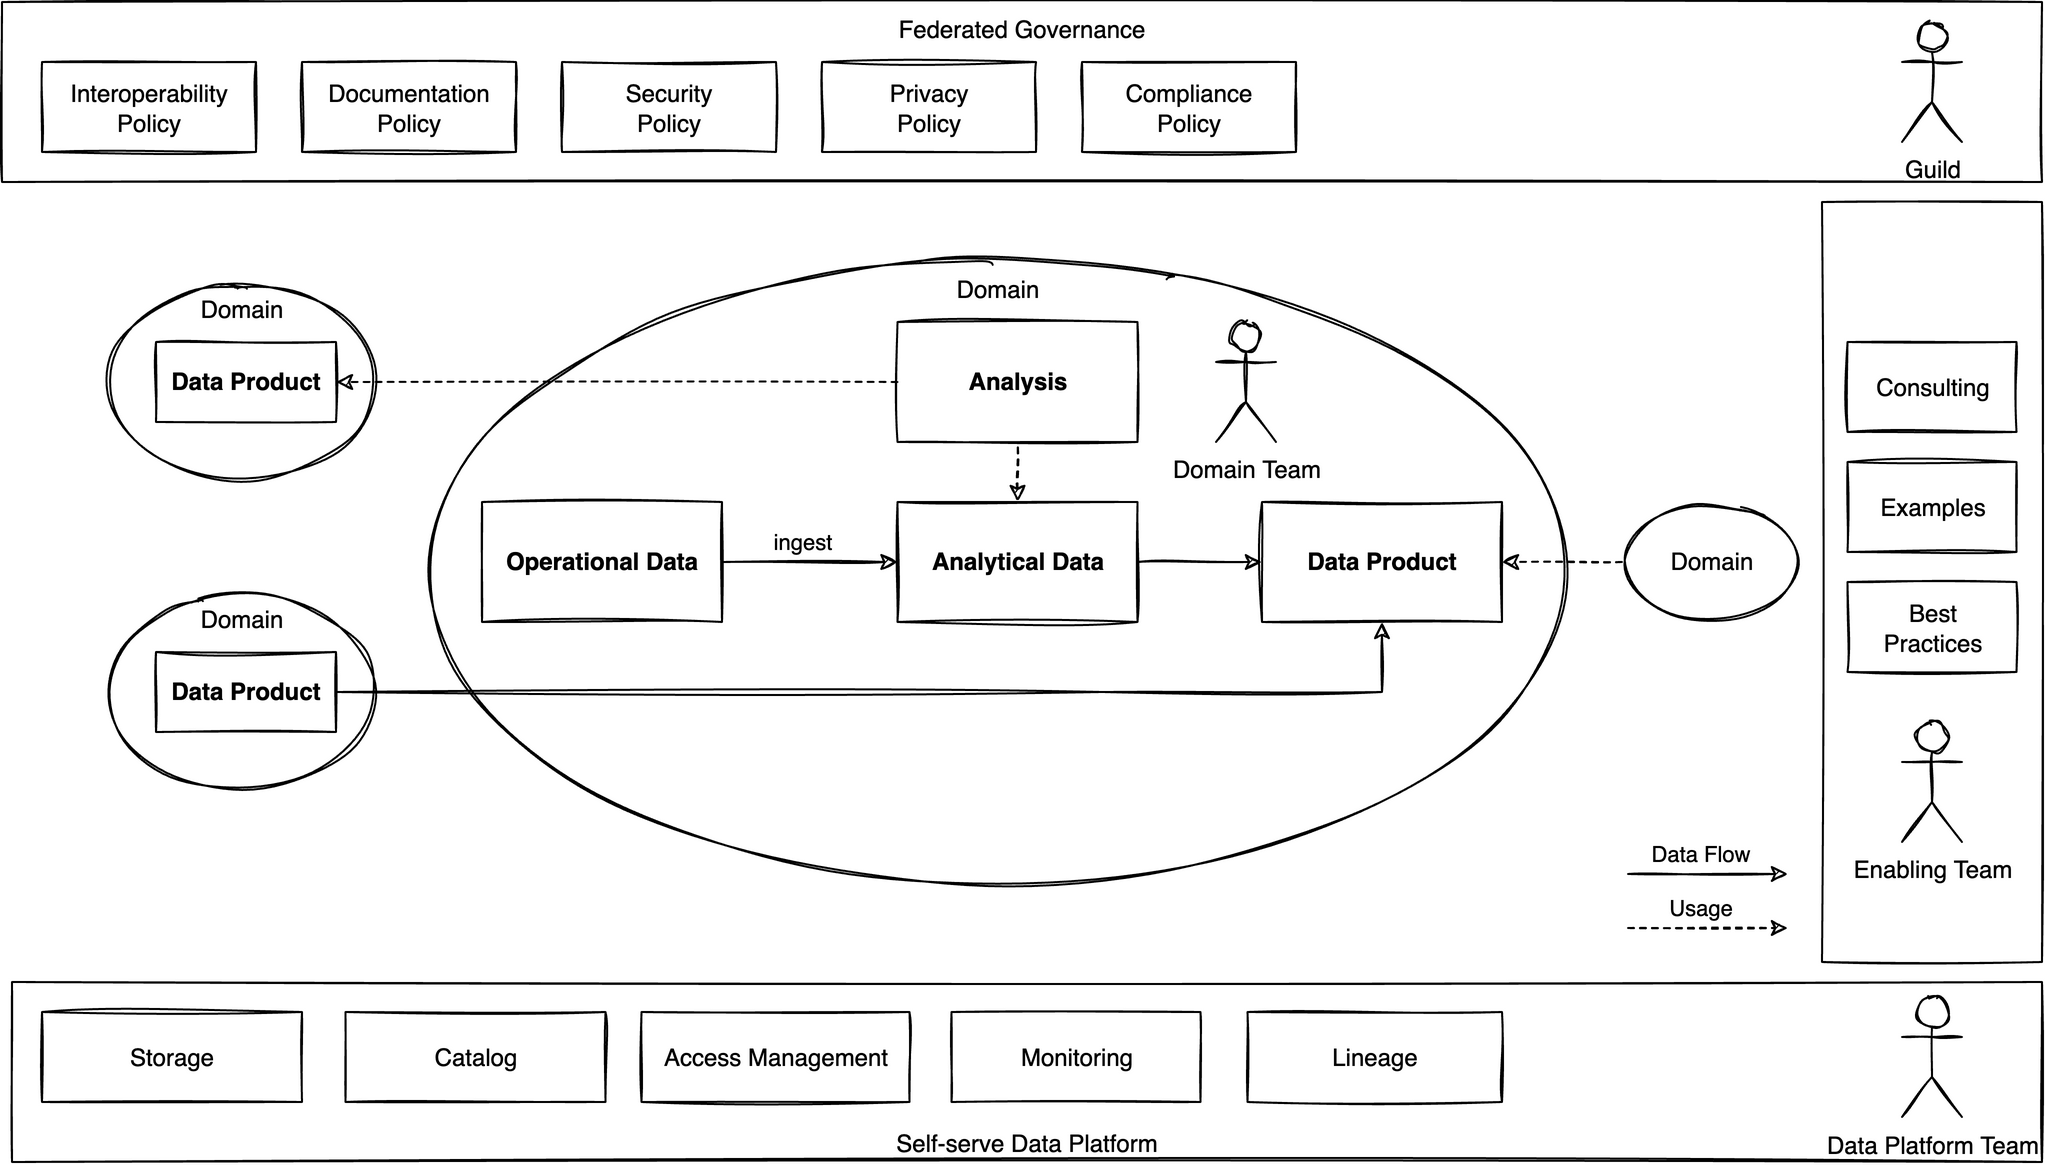 Federated Governance
Interoperability
Policy
Documentation
Policy
Security
Policy
Privacy
Policy
Compliance
Policy
Guild
Domain
Data Product
Domain
Analysis
Domain Team
Operational Data
ingest
Analytical Data
Data Product
Domain
Domain
Data Product
Consulting
Examples
Best
Practices
Enabling Team
Data Flow
Usage
Storage
Catalog
Access Management
Monitoring
Lineage
Self-serve Data Platform
Data Platform Team